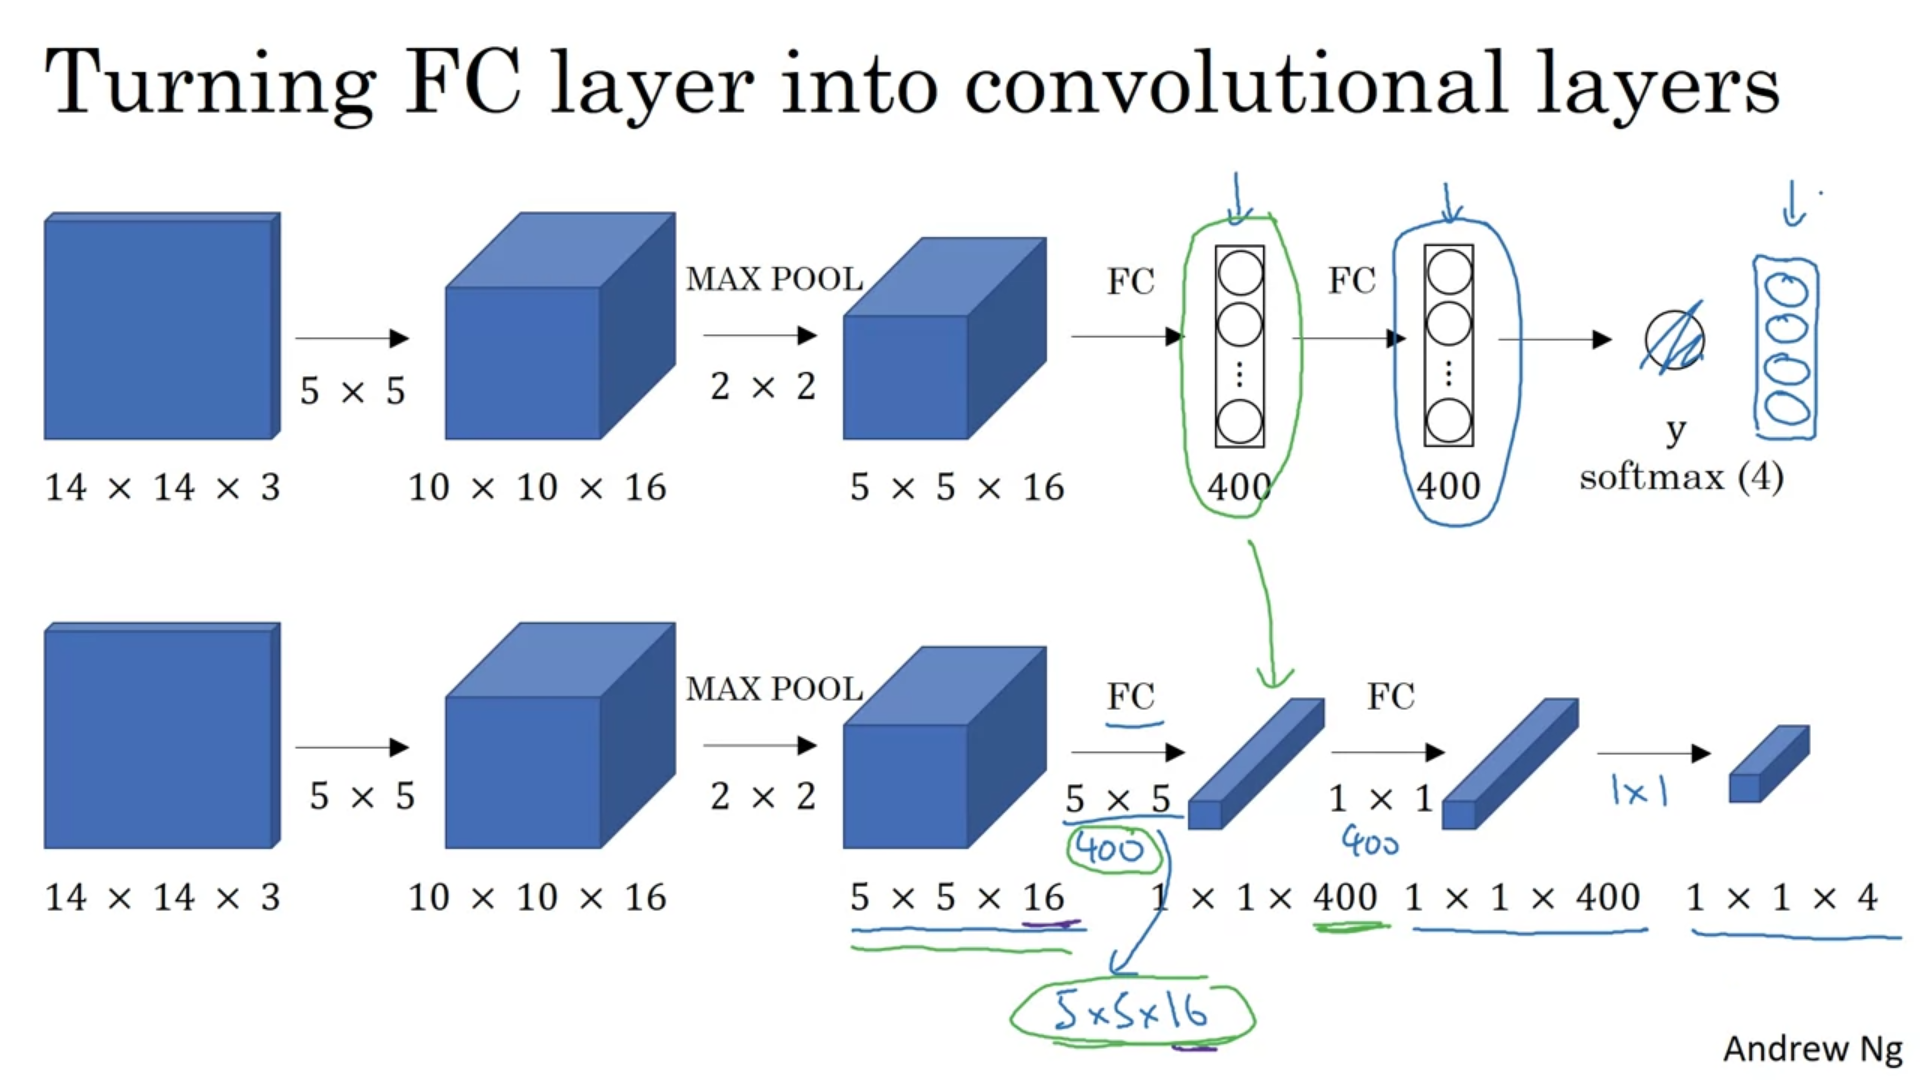 Turning FC layer into convolutional layers
MAX POOL
FC
FC
5 × 5
2 × 2
y
14 × 14 × 3
10 × 10 × 16
5 × 5 × 16
400
400
softmax (4)
MAX POOL
FC
FC
5 × 5
2 × 2
5 × 5
1 × 1
1×1
400
400
14 × 14 × 3
10 × 10 × 16
5 × 5 × 16
1 × 1 × 400
1 × 1 × 400
1 × 1 × 4
5×5×16
Andrew Ng